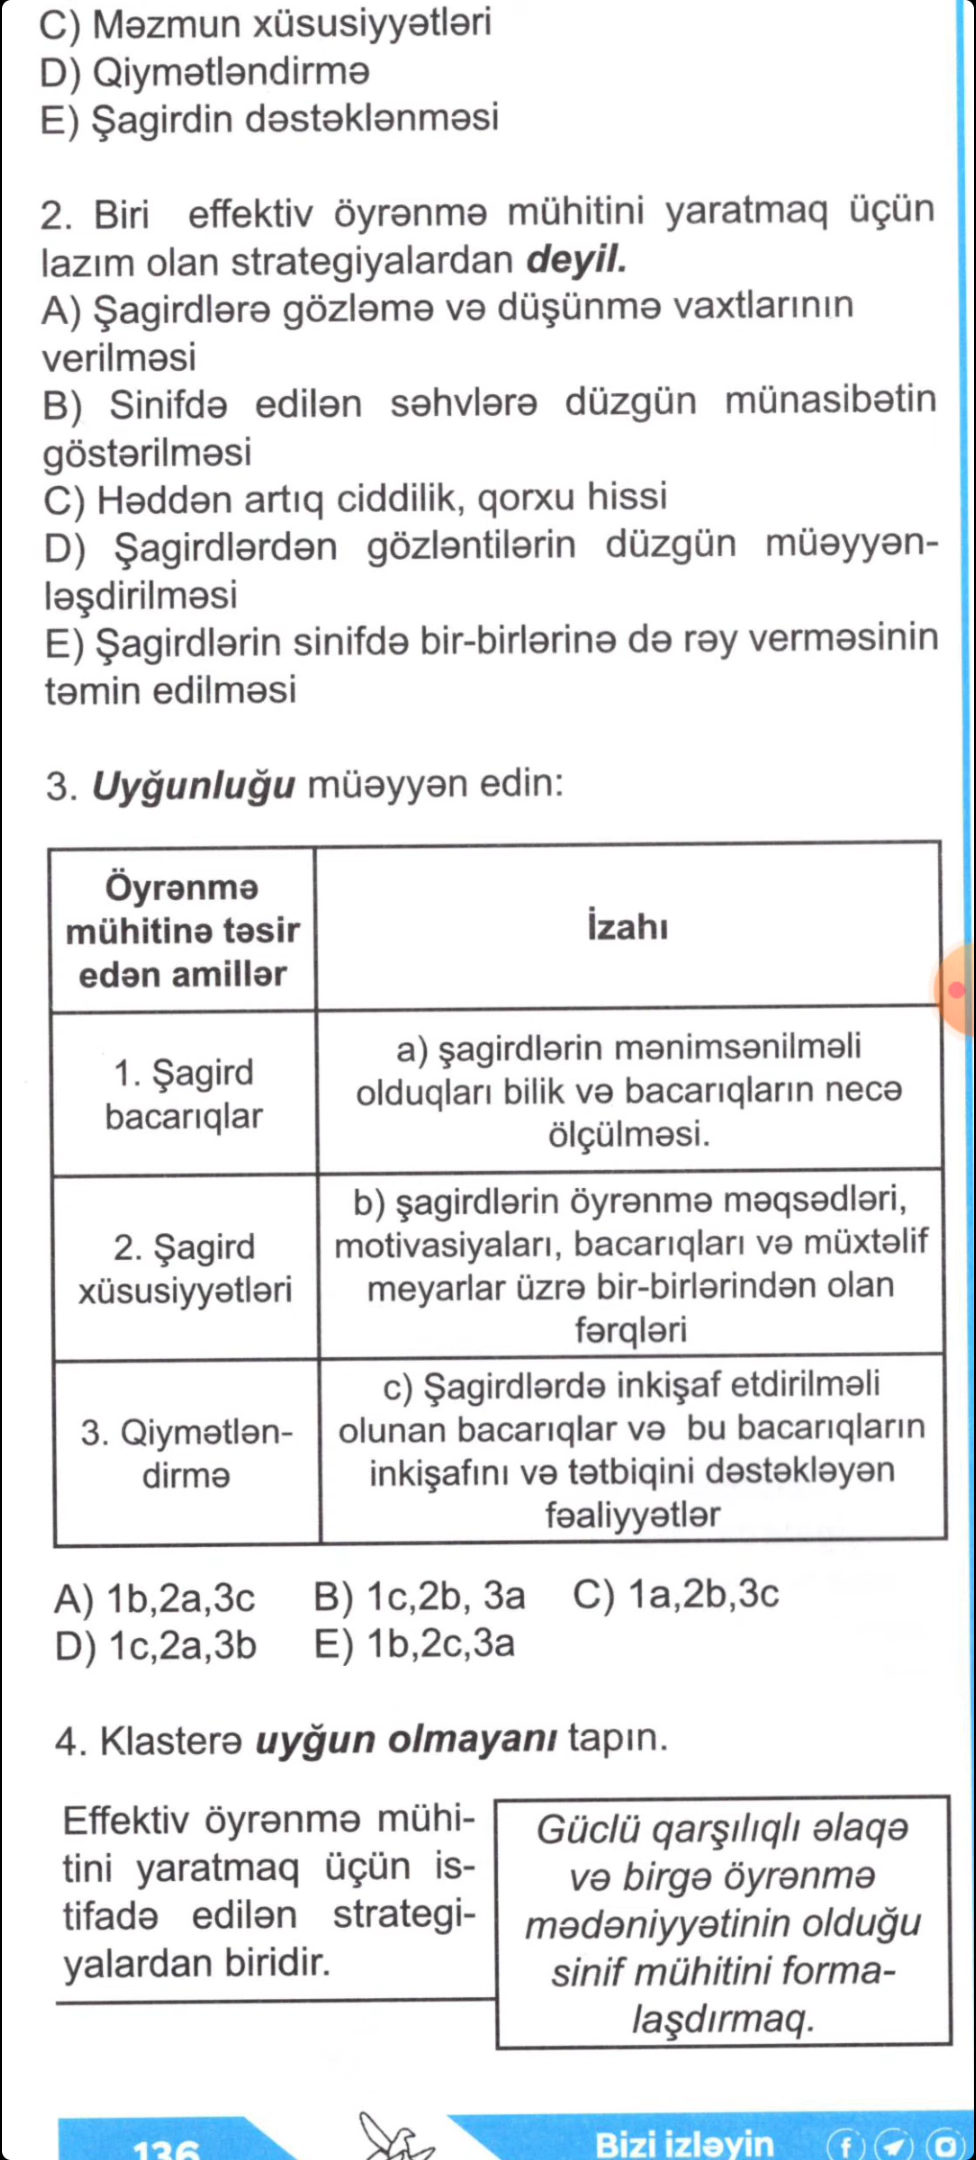 C) Məzmun xüsusiyyətləri
D) Qiymətləndirmə
E) Şagirdin dəstəklənməsi
2. Biri effektiv öyrənmə mühitini yaratmaq üçün
lazım olan strategiyalardan deyil.
A) Şagirdlərə gözləmə və düşünmə vaxtlarının
verilməsi
B) Sinifdə edilən səhvlərə düzgün münasibətin
göstərilməsi
C) Həddən artıq ciddilik, qorxu hissi
D) Şagirdlərdən gözləntilərin düzgün müəyyən-
ləşdirilməsi
E) Şagirdlərin sinifdə bir-birlərinə də rəy verməsinin
təmin edilməsi
3. Uyğunluğu müəyyən edin:
Öyrənmə
mühitinə təsir
edən amillər
İzahı
1. Şagird
bacarıqlar
a) şagirdlərin mənimsənilməli
olduqları bilik və bacarıqların necə
ölçülməsi.
2. Şagird
xüsusiyyətləri
b) şagirdlərin öyrənmə məqsədləri,
motivasiyaları, bacarıqları və müxtəlif
meyarlar üzrə bir-birlərindən olan
fərqləri
3. Qiymətlən-
dirmə
c) Şagirdlərdə inkişaf etdirilməli
olunan bacarıqlar və bu bacarıqların
inkişafını və tətbiqini dəstəkləyən
fəaliyyətlər
A) 1b,2a,3c B) 1c,2b, 3a C) 1a,2b,3c
D) 1c,2a,3b E) 1b,2c,3a
4. Klasterə uyğun olmayanı tapın.
Effektiv öyrənmə mühi-
tini yaratmaq üçün is-
tifadə edilən strategi-
yalardan biridir.
Güclü qarşılıqlı əlaqə
və birgə öyrənmə
mədəniyyətinin olduğu
sinif mühitini forma-
laşdırmaq.
136
Bizi izləyin